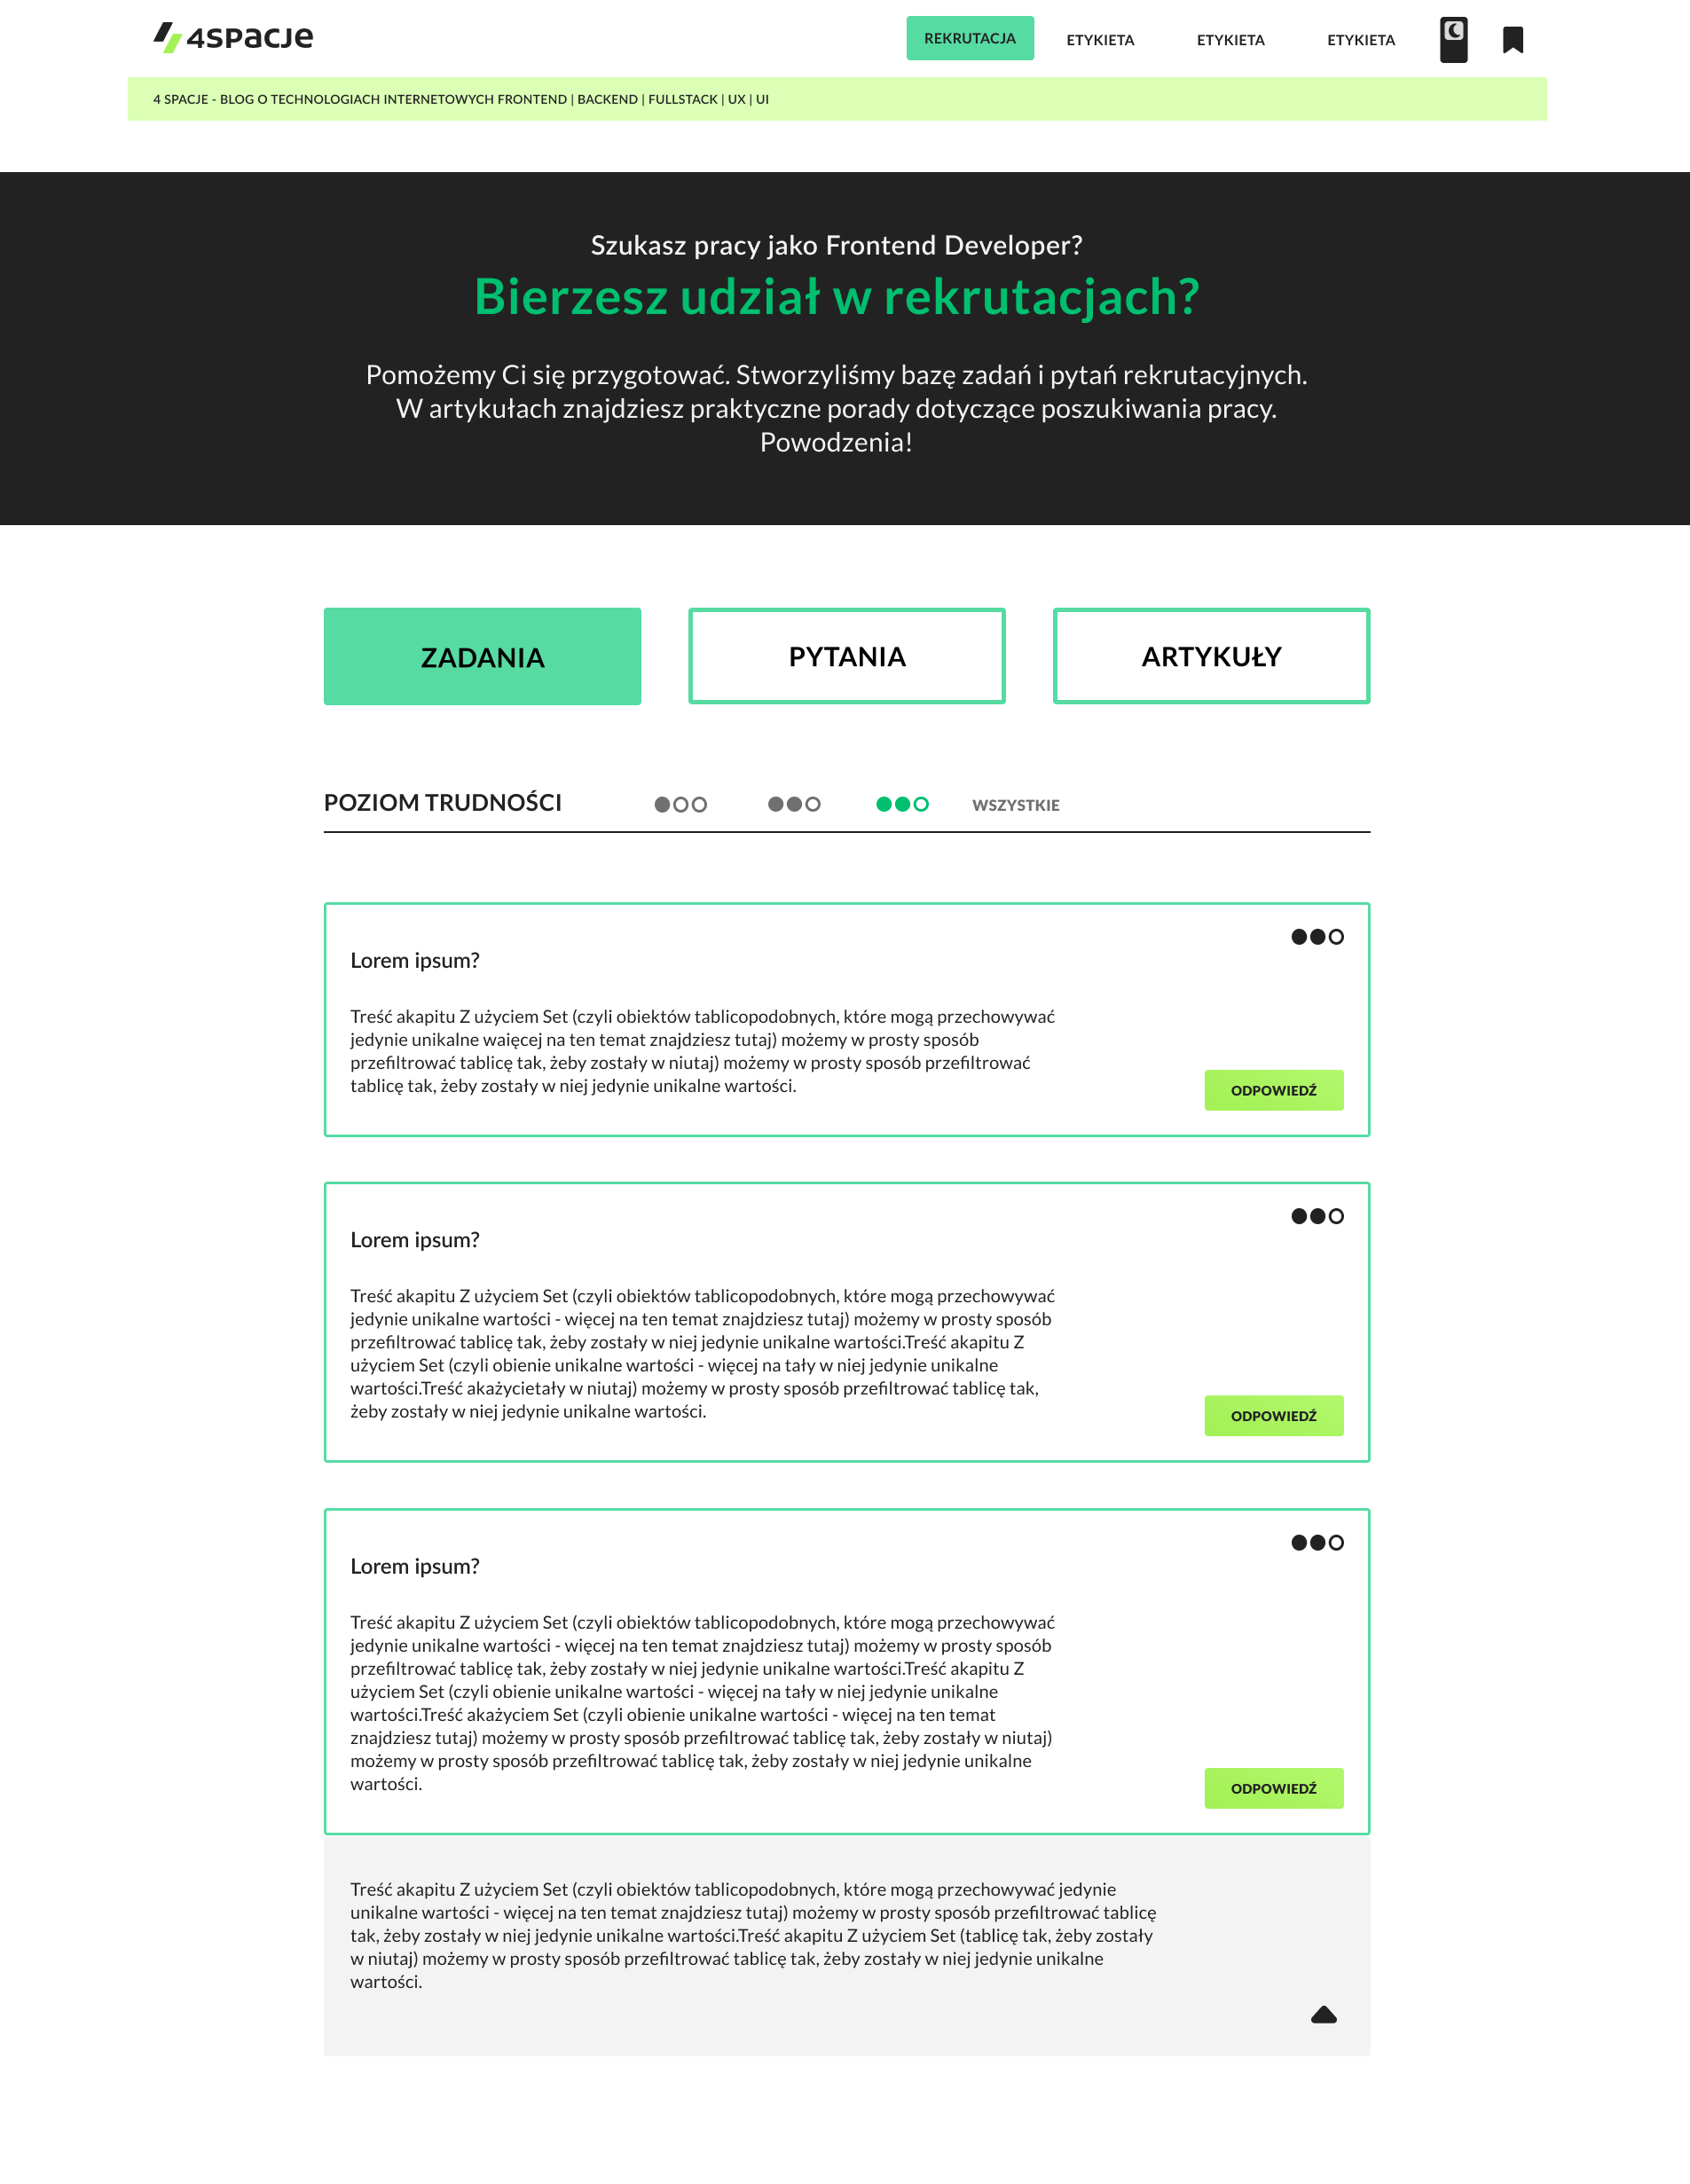 4SPACJE
REKRUTACJA
ETYKIETA
ETYKIETA
ETYKIETA
4 SPACJE - BLOG O TECHNOLOGIACH INTERNETOWYCH FRONTEND | BACKEND | FULLSTACK | UX | UI
Szukasz pracy jako Frontend Developer?
Bierzesz udział w rekrutacjach?
Pomożemy Ci się przygotować. Stworzyliśmy bazę zadań i pytań rekrutacyjnych.
W artykułach znajdziesz praktyczne porady dotyczące poszukiwania pracy.
Powodzenia!
ZADANIA
PYTANIA
ARTYKUŁY
POZIOM TRUDNOŚCI
WSZYSTKIE
Lorem ipsum?
Treść akapitu Z użyciem Set (czyli obiektów tablicopodobnych, które mogą przechowywać
jedynie unikalne waięcej na ten temat znajdziesz tutaj) możemy w prosty sposób
przefiltrować tablicę tak, żeby zostały w niutaj) możemy w prosty sposób przefiltrować
tablicę tak, żeby zostały w niej jedynie unikalne wartości.
ODPOWIEDŹ
Lorem ipsum?
Treść akapitu Z użyciem Set (czyli obiektów tablicopodobnych, które mogą przechowywać
jedynie unikalne wartości - więcej na ten temat znajdziesz tutaj) możemy w prosty sposób
przefiltrować tablicę tak, żeby zostały w niej jedynie unikalne wartości.Treść akapitu Z
użyciem Set (czyli obienie unikalne wartości - więcej na tały w niej jedynie unikalne
wartości.Treść akażycietały w niutaj) możemy w prosty sposób przefiltrować tablicę tak,
żeby zostały w niej jedynie unikalne wartości.
ODPOWIEDŹ
Lorem ipsum?
Treść akapitu Z użyciem Set (czyli obiektów tablicopodobnych, które mogą przechowywać
jedynie unikalne wartości - więcej na ten temat znajdziesz tutaj) możemy w prosty sposób
przefiltrować tablicę tak, żeby zostały w niej jedynie unikalne wartości.Treść akapitu Z
użyciem Set (czyli obienie unikalne wartości - więcej na tały w niej jedynie unikalne
wartości.Treść akażyciem Set (czyli obienie unikalne wartości - więcej na ten temat
znajdziesz tutaj) możemy w prosty sposób przefiltrować tablicę tak, żeby zostały w niutaj)
możemy w prosty sposób przefiltrować tablicę tak, żeby zostały w niej jedynie unikalne
wartości.
ODPOWIEDŹ
Treść akapitu Z użyciem Set (czyli obiektów tablicopodobnych, które mogą przechowywać jedynie
unikalne wartości - więcej na ten temat znajdziesz tutaj) możemy w prosty sposób przefiltrować tablicę
tak, żeby zostały w niej jedynie unikalne wartości.Treść akapitu Z użyciem Set (tablicę tak, żeby zostały
w niutaj) możemy w prosty sposób przefiltrować tablicę tak, żeby zostały w niej jedynie unikalne
wartości.